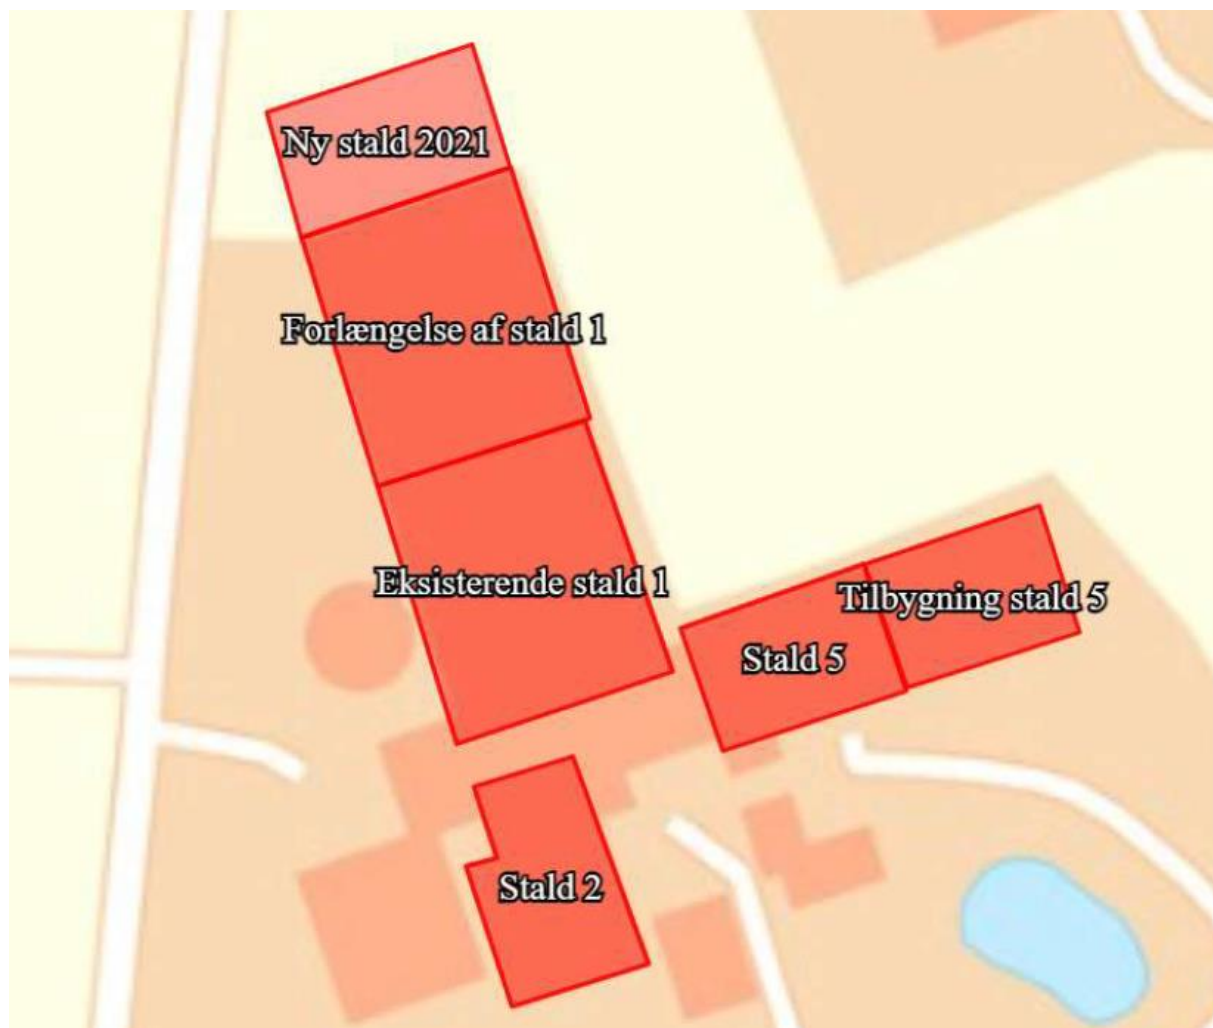 Ny stald 2021
Forlængelse af stald 1
Eksisterende stald 1
Tilbygning stald 5
Stald 5
Stald 2